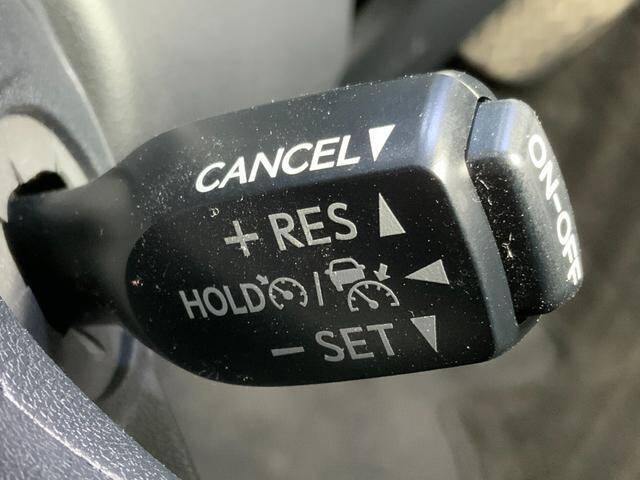 CANCEL
+ RES
HOLD /
− SET
ON-OFF